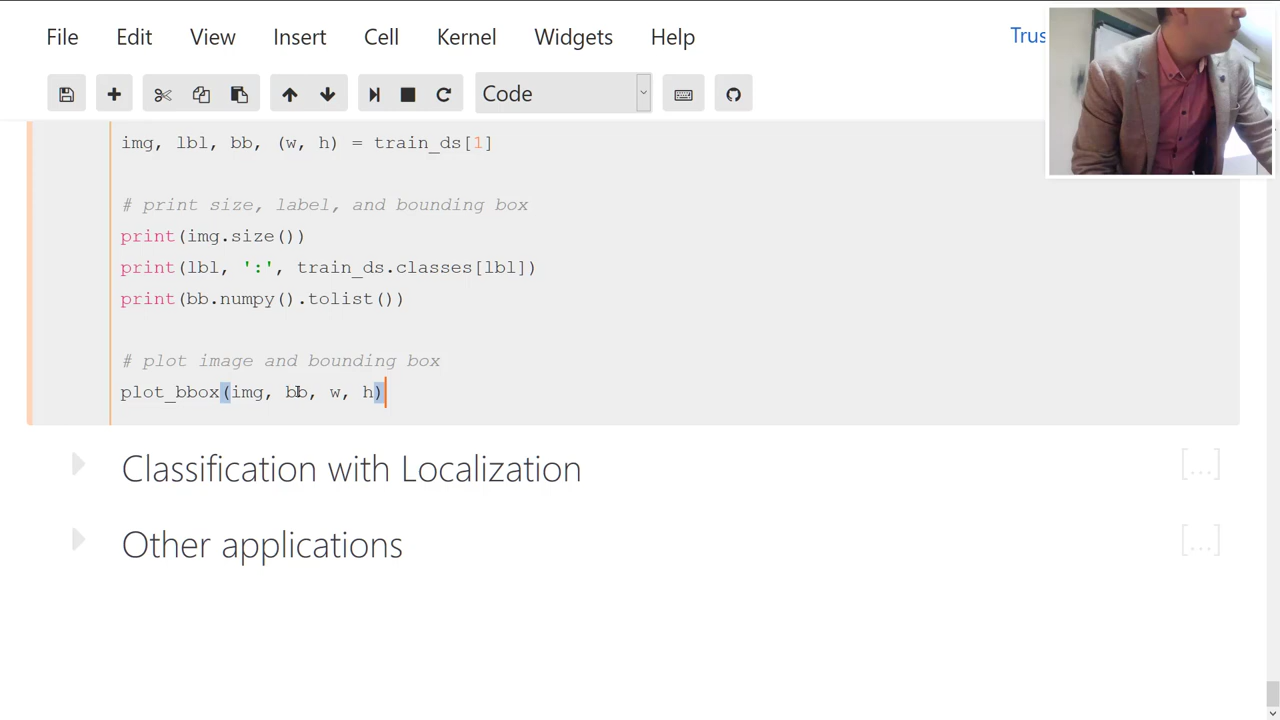 File Edit View Insert Cell Kernel Widgets Help Trus
Code
img, lbl, bb, (w, h) = train_ds[1]
# print size, label, and bounding box
print(img.size())
print(lbl, ':', train_ds.classes[lbl])
print(bb.numpy().tolist())
# plot image and bounding box
plot_bbox(img, bb, w, h)
Classification with Localization [...]
Other applications [...]